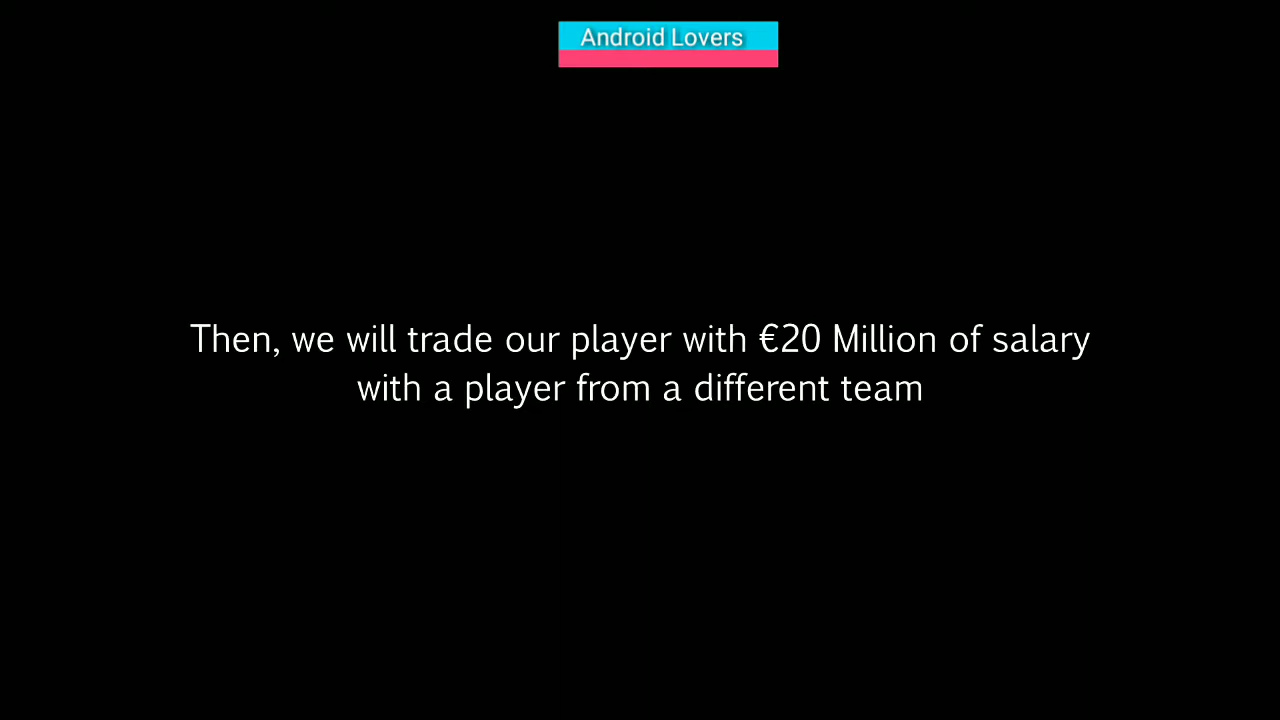 Android Lovers
Then, we will trade our player with €20 Million of salary
with a player from a different team